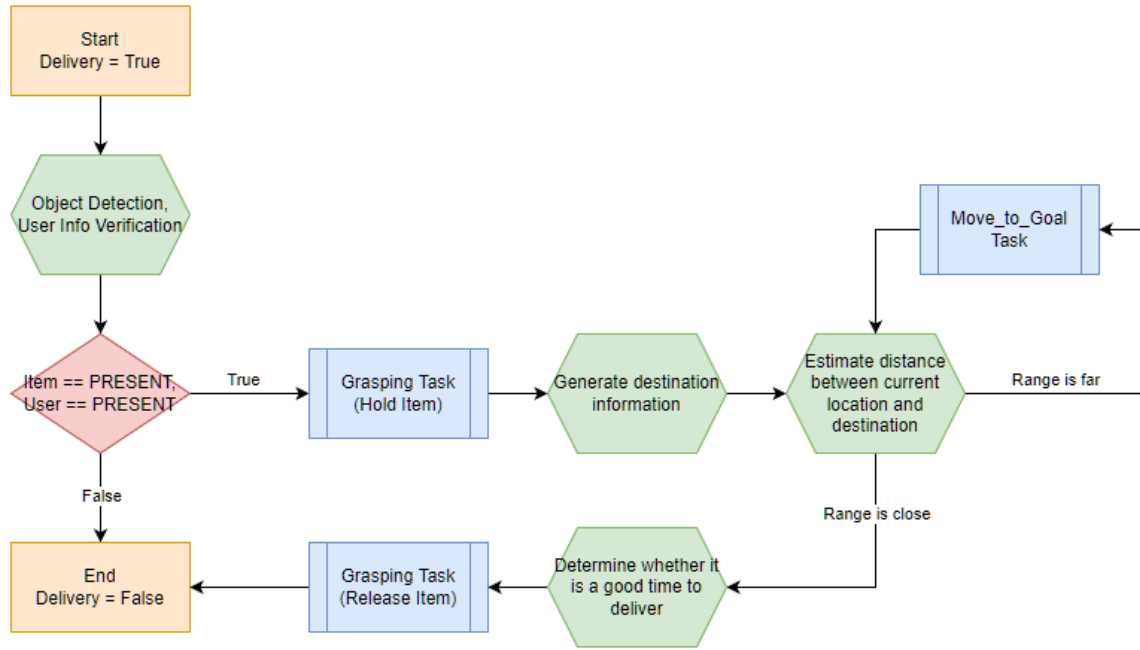 Start
Delivery = True
Object Detection,
User Info Verification
Move_to_Goal
Task
Item == PRESENT,
User == PRESENT
True
Grasping Task
(Hold Item)
Generate destination
information
Estimate distance
between current
location and
destination
Range is far
False
Range is close
End
Delivery = False
Grasping Task
(Release Item)
Determine whether it
is a good time to
deliver